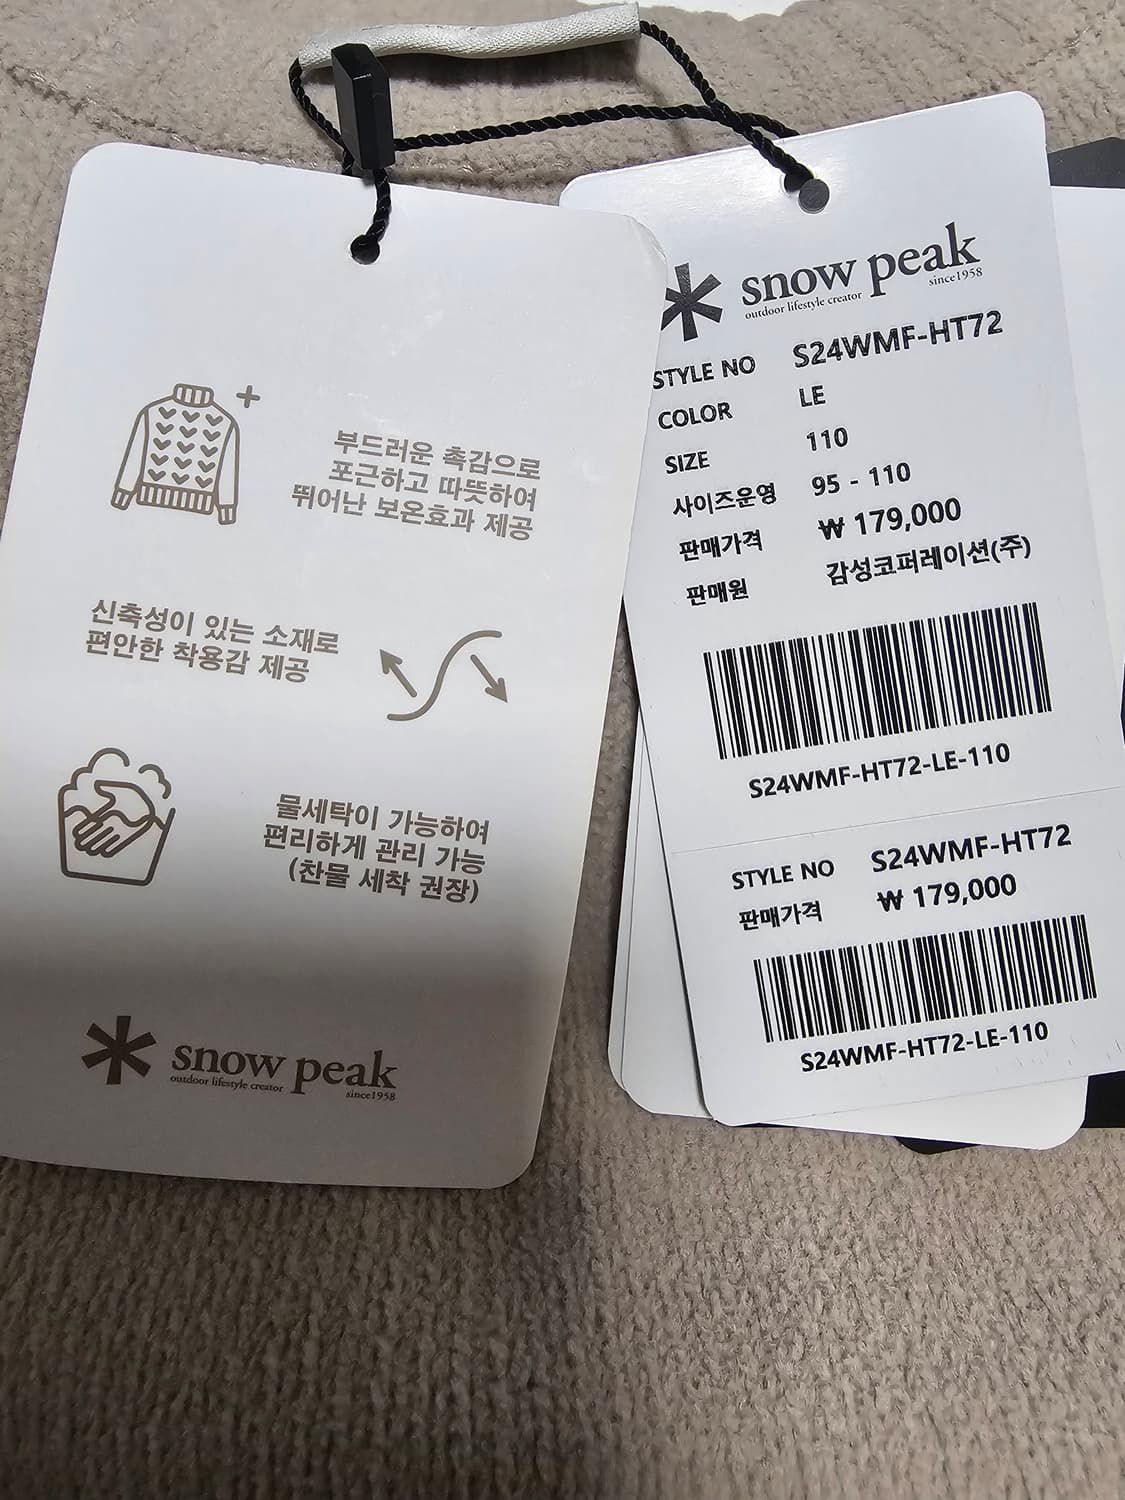 부드러운 촉감으로
포근하고 따뜻하여
뛰어난 보온효과 제공
신축성이 있는 소재로
편안한 착용감 제공
물세탁이 가능하여
편리하게 관리 가능
(찬물 세착 권장)
snow peak
outdoor lifestyle creator since1958
snow peak
outdoor lifestyle creator since1958
STYLE NO S24WMF-HT72
COLOR LE
SIZE 110
사이즈운영 95 - 110
판매가격 ₩ 179,000
판매원 감성코퍼레이션(주)
S24WMF-HT72-LE-110
STYLE NO S24WMF-HT72
판매가격 ₩ 179,000
S24WMF-HT72-LE-110